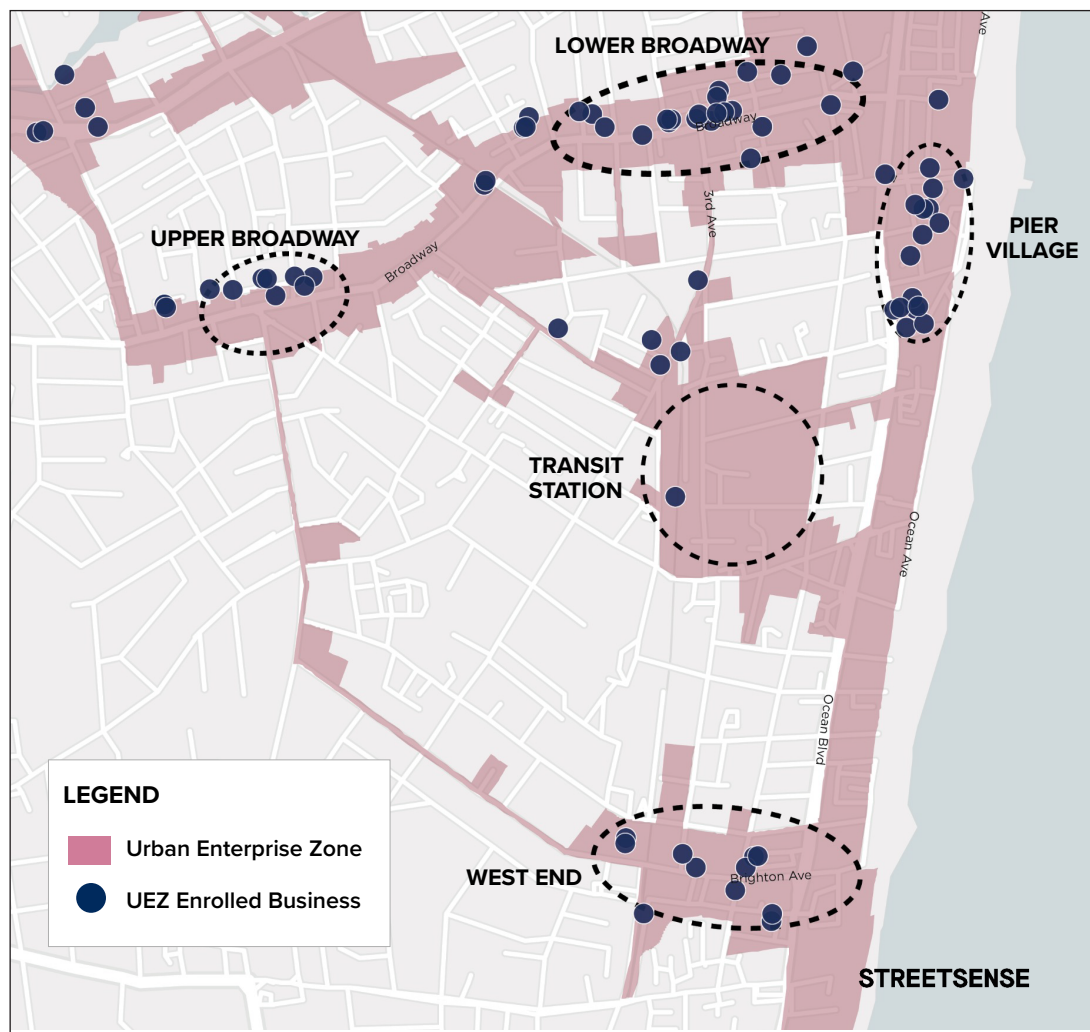 Ave
LOWER BROADWAY
Broadway
3rd Ave
PIER
VILLAGE
UPPER BROADWAY
Broadway
TRANSIT
STATION
Ocean Ave
Ocean Blvd
LEGEND
Urban Enterprise Zone
UEZ Enrolled Business
WEST END
Brighton Ave
STREETSENSE